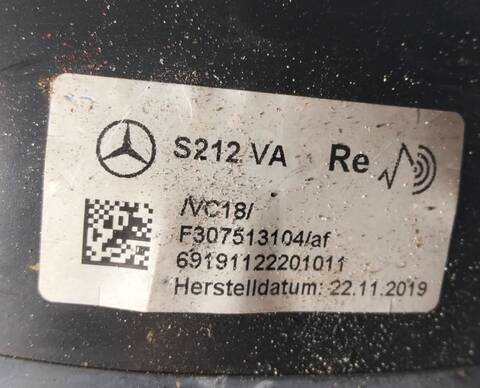 S212 VA Re
/VC18/
F307513104/af
69191122201011
Herstelldatum: 22.11.2019